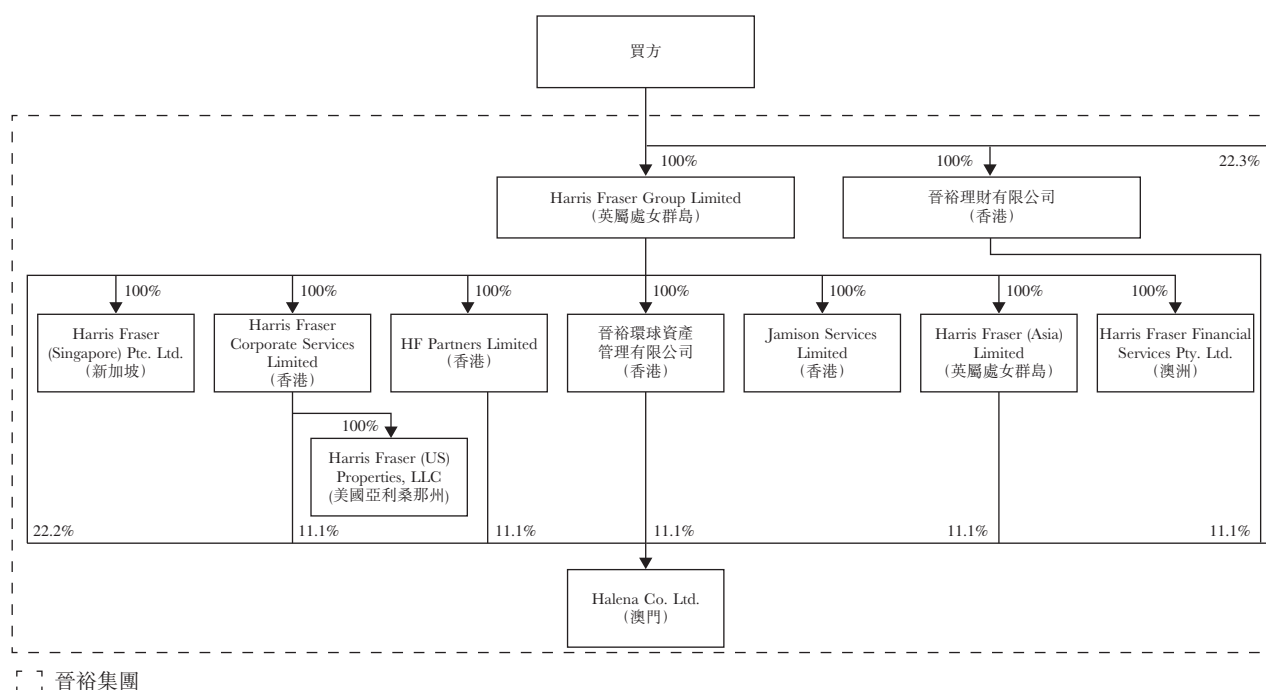 買方
100%
100%
22.3%
Harris Fraser Group Limited
(英屬處女群島)
晉裕理財有限公司
(香港)
100%
100%
100%
100%
100%
100%
100%
Harris Fraser
(Singapore) Pte. Ltd.
(新加坡)
Harris Fraser
Corporate Services
Limited
(香港)
HF Partners Limited
(香港)
晉裕環球資產
管理有限公司
(香港)
Jamison Services
Limited
(香港)
Harris Fraser (Asia)
Limited
(英屬處女群島)
Harris Fraser Financial
Services Pty. Ltd.
(澳洲)
100%
Harris Fraser (US)
Properties, LLC
(美國亞利桑那州)
22.2%
11.1%
11.1%
11.1%
11.1%
11.1%
Halena Co. Ltd.
(澳門)
晉裕集團